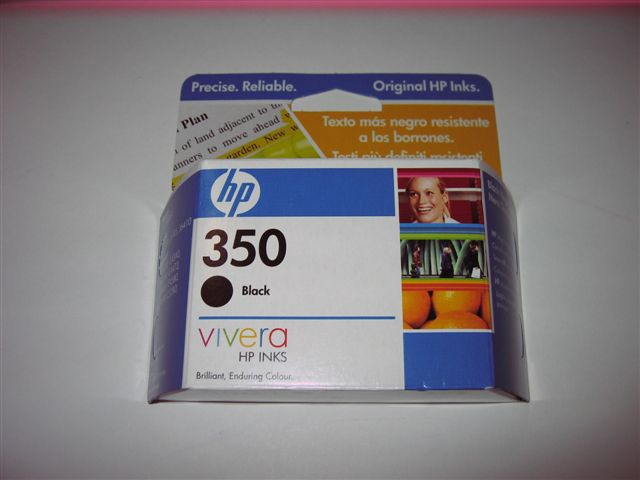 Precise. Reliable.
Original HP Inks.
Plan
of land adjacent to the
to move ahead
garden. New
Texto más negro resistente
a los borrones.
Testi più definiti resistenti
hp
350
Black
vivera
HP INKS
Brilliant, Enduring Colour.